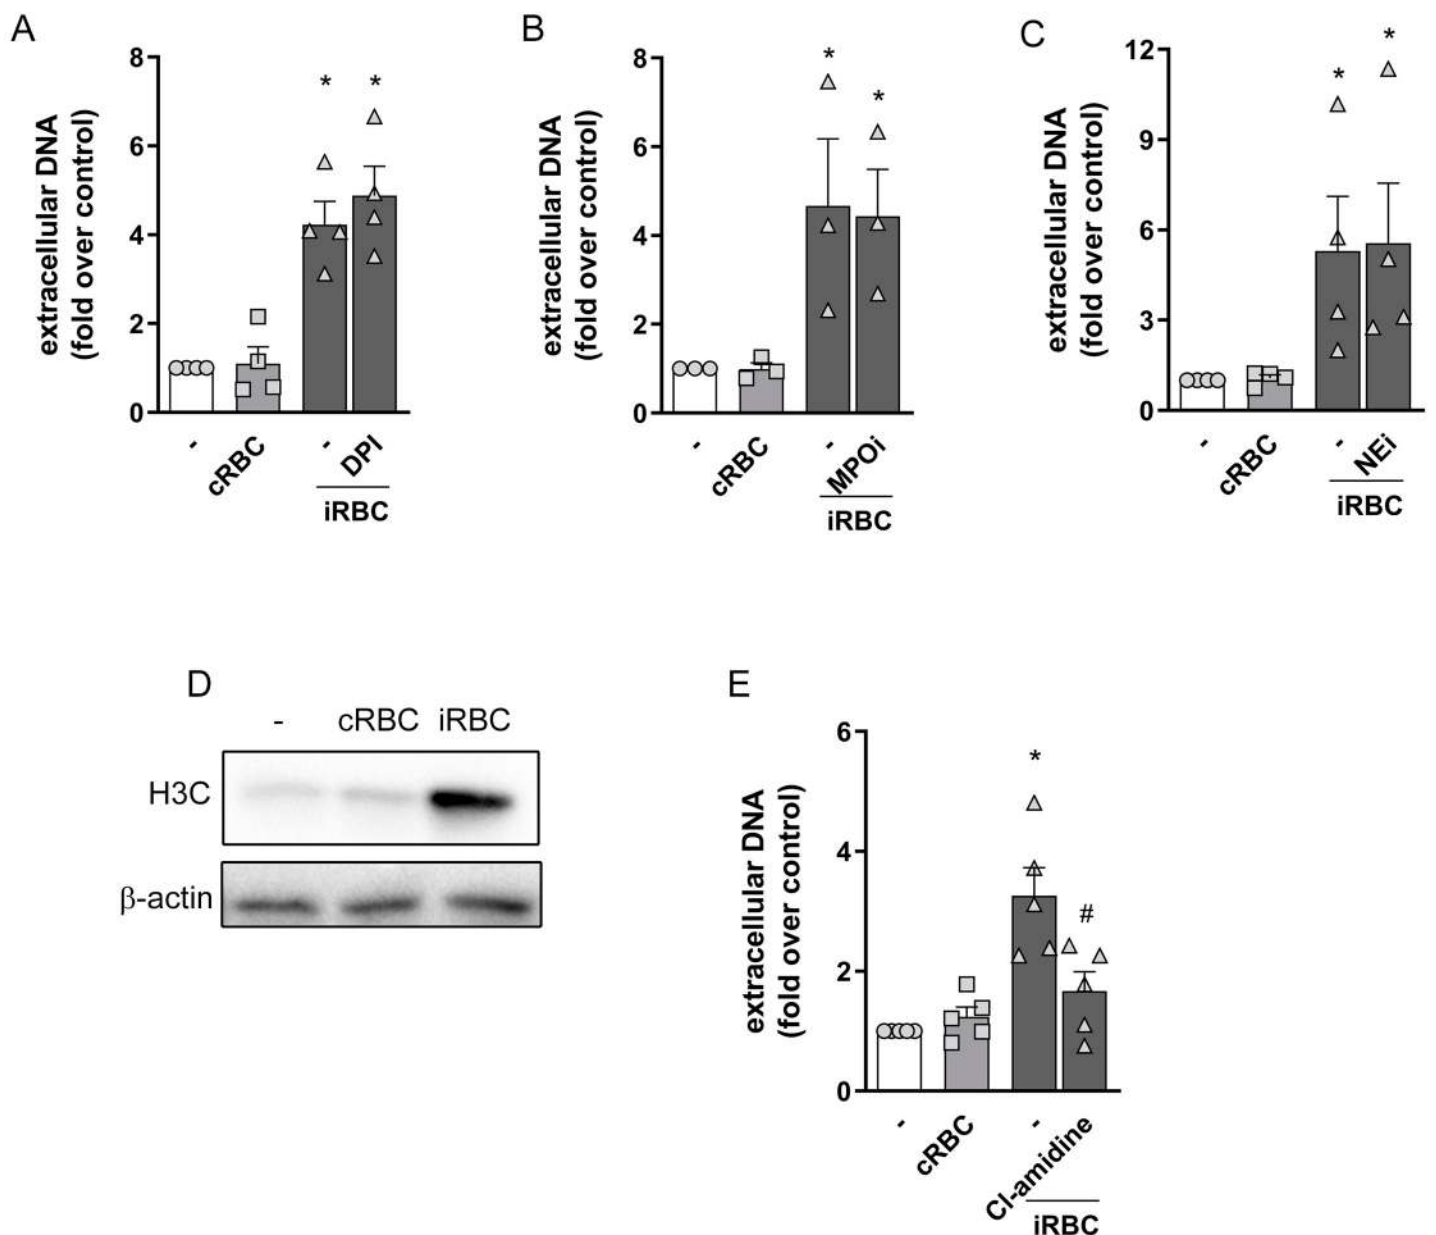 A
extracellular DNA
(fold over control)
8
6
4
2
0
* *
- cRBC - DPI
iRBC
B
extracellular DNA
(fold over control)
8
6
4
2
0
* *
- cRBC - MPOi
iRBC
C
extracellular DNA
(fold over control)
12
9
6
3
0
* *
- cRBC - NEi
iRBC
D
- cRBC iRBC
H3C
β-actin
E
extracellular DNA
(fold over control)
6
4
2
0
* #
- cRBC - Cl-amidine
iRBC